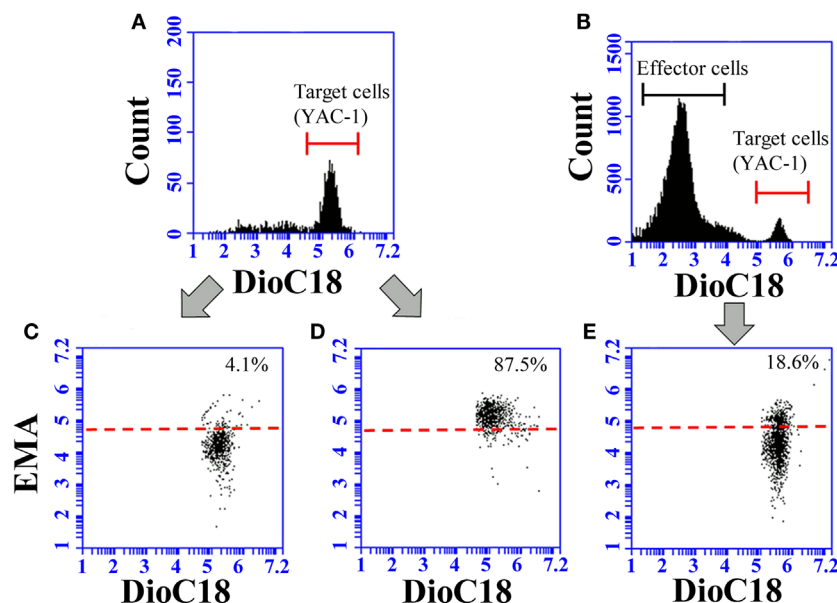 A
200
150
100
50
0
Count
Target cells
(YAC-1)
1 2 3 4 5 6 7.2
DioC18
B
1500
1000
500
0
Count
Effector cells
Target cells
(YAC-1)
1 2 3 4 5 6 7.2
DioC18
C
7.2
6
5
4
3
2
1
EMA
4.1%
1 2 3 4 5 6 7.2
DioC18
D
7.2
6
5
4
3
2
1
87.5%
1 2 3 4 5 6 7.2
DioC18
E
7.2
6
5
4
3
2
1
18.6%
1 2 3 4 5 6 7.2
DioC18